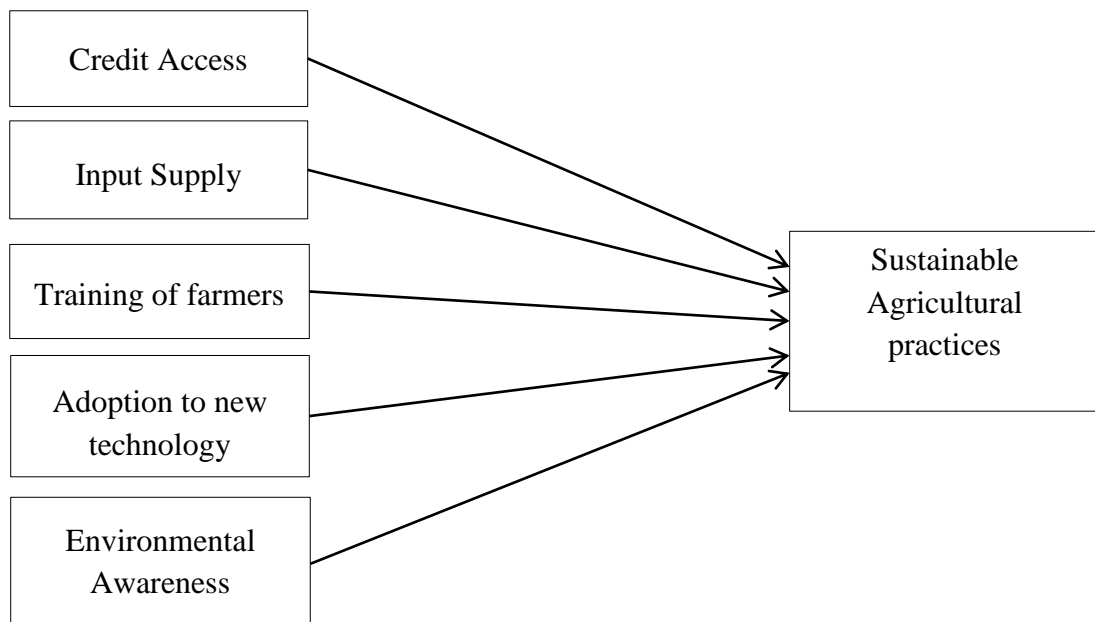 Credit Access
Input Supply
Training of farmers
Adoption to new
technology
Environmental
Awareness
Sustainable
Agricultural
practices